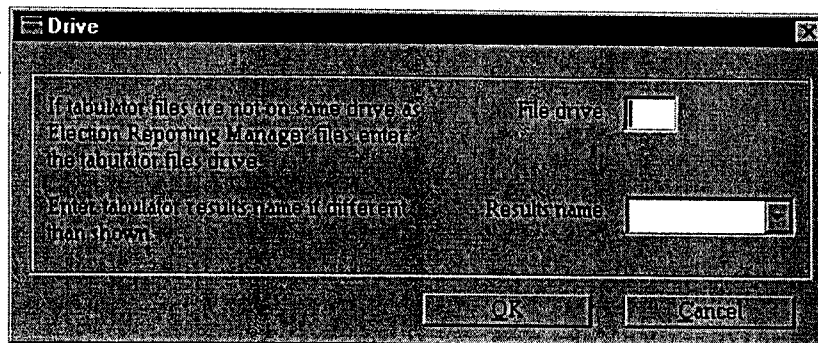 Drive
If tabulator files are not on same drive as
Election Reporting Manager files enter
the tabulator files drive.
File drive
Enter tabulator results name if different
than shown.
Results name
OK
Cancel